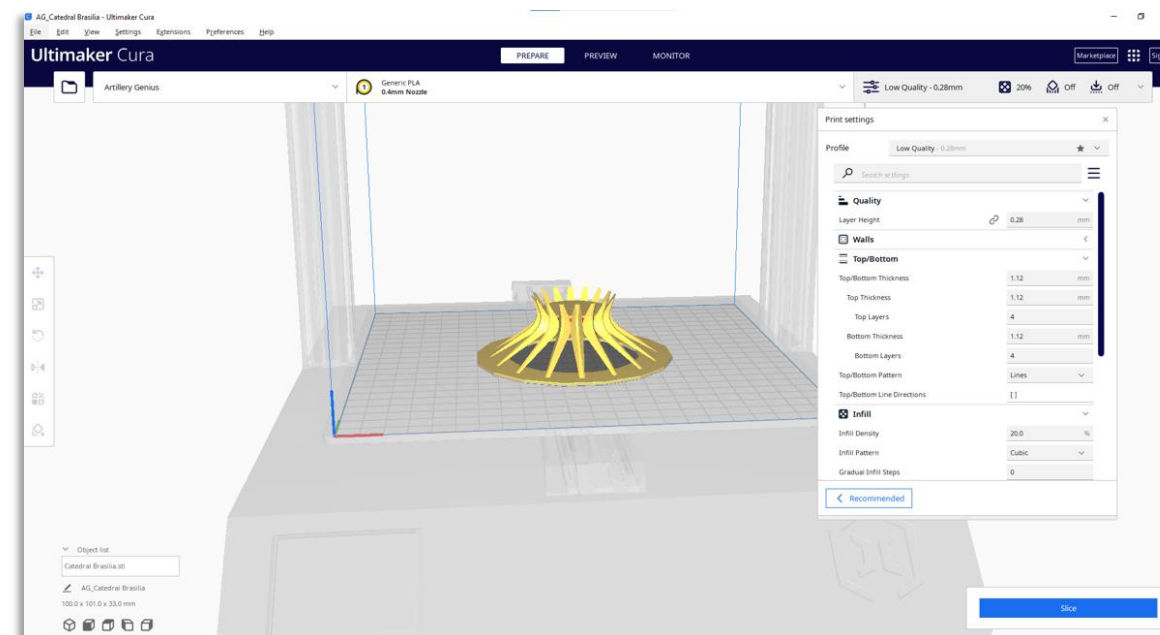 AG_Catedral Brasilia - Ultimaker Cura
File Edit View Settings Extensions Preferences Help
Ultimaker Cura
PREPARE PREVIEW MONITOR
Marketplace
Sig
Artillery Genius
1
Generic PLA
0.4mm Nozzle
Low Quality - 0.28mm
20% Off Off
Print settings
Profile Low Quality - 0.28mm
Search settings
Quality
Layer Height 0.28 mm
Walls
Top/Bottom
Top/Bottom Thickness 1.12 mm
Top Thickness 1.12 mm
Top Layers 4
Bottom Thickness 1.12 mm
Bottom Layers 4
Top/Bottom Pattern Lines
Top/Bottom Line Directions [ ]
Infill
Infill Density 20.0 %
Infill Pattern Cubic
Gradual Infill Steps 0
Recommended
Object list
Catedral Brasilia.stl
AG_Catedral Brasilia
100.0 x 101.0 x 33.0 mm
Slice